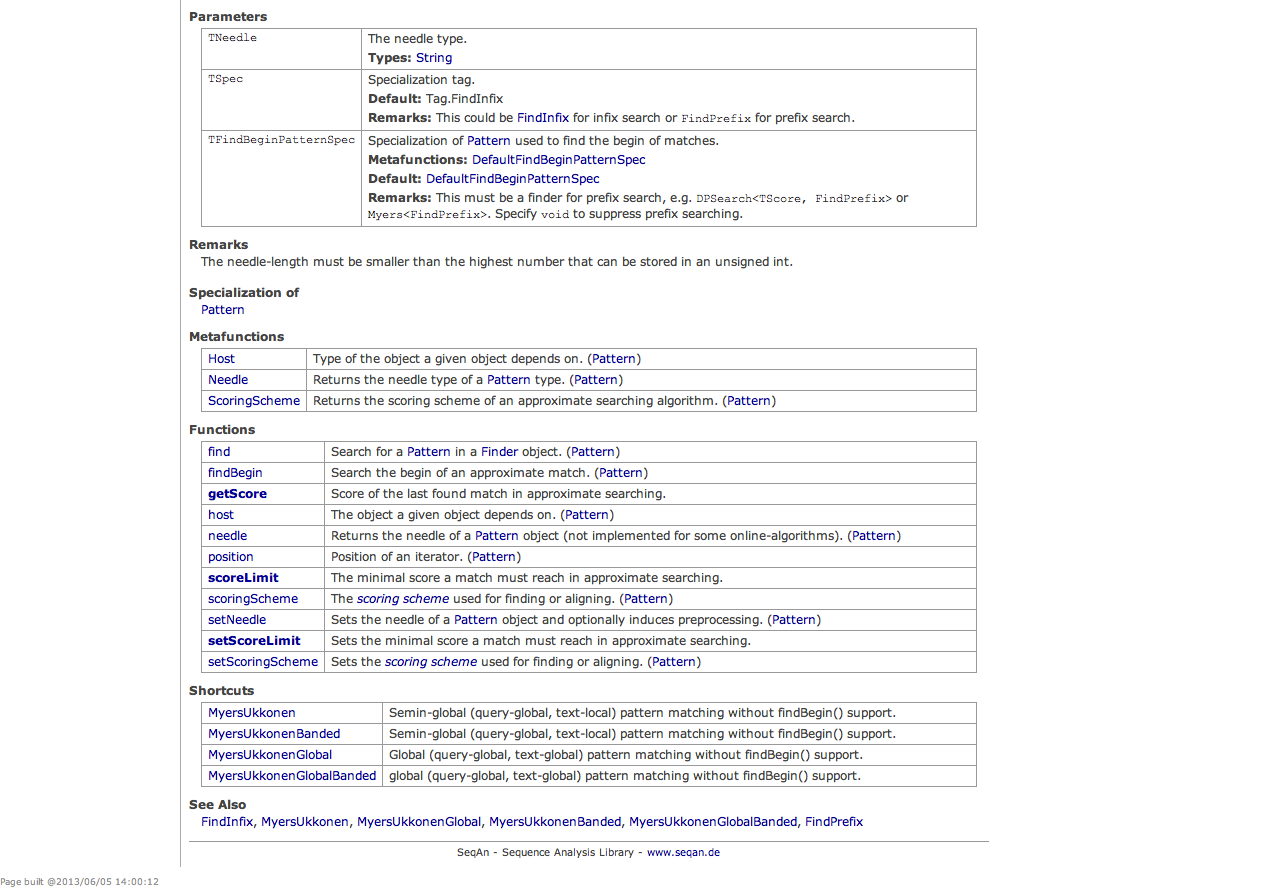 Parameters
TNeedle The needle type.
Types: String
TSpec Specialization tag.
Default: Tag.FindInfix
Remarks: This could be FindInfix for infix search or FindPrefix for prefix search.
TFindBeginPatternSpec Specialization of Pattern used to find the begin of matches.
Metafunctions: DefaultFindBeginPatternSpec
Default: DefaultFindBeginPatternSpec
Remarks: This must be a finder for prefix search, e.g. DPSearch<TScore, FindPrefix> or
Myers<FindPrefix>. Specify void to suppress prefix searching.
Remarks
The needle-length must be smaller than the highest number that can be stored in an unsigned int.
Specialization of
Pattern
Metafunctions
Host Type of the object a given object depends on. (Pattern)
Needle Returns the needle type of a Pattern type. (Pattern)
ScoringScheme Returns the scoring scheme of an approximate searching algorithm. (Pattern)
Functions
find Search for a Pattern in a Finder object. (Pattern)
findBegin Search the begin of an approximate match. (Pattern)
getScore Score of the last found match in approximate searching.
host The object a given object depends on. (Pattern)
needle Returns the needle of a Pattern object (not implemented for some online-algorithms). (Pattern)
position Position of an iterator. (Pattern)
scoreLimit The minimal score a match must reach in approximate searching.
scoringScheme The scoring scheme used for finding or aligning. (Pattern)
setNeedle Sets the needle of a Pattern object and optionally induces preprocessing. (Pattern)
setScoreLimit Sets the minimal score a match must reach in approximate searching.
setScoringScheme Sets the scoring scheme used for finding or aligning. (Pattern)
Shortcuts
MyersUkkonen Semin-global (query-global, text-local) pattern matching without findBegin() support.
MyersUkkonenBanded Semin-global (query-global, text-local) pattern matching without findBegin() support.
MyersUkkonenGlobal Global (query-global, text-global) pattern matching without findBegin() support.
MyersUkkonenGlobalBanded global (query-global, text-global) pattern matching without findBegin() support.
See Also
FindInfix, MyersUkkonen, MyersUkkonenGlobal, MyersUkkonenBanded, MyersUkkonenGlobalBanded, FindPrefix
SeqAn - Sequence Analysis Library - www.seqan.de
Page built @2013/06/05 14:00:12